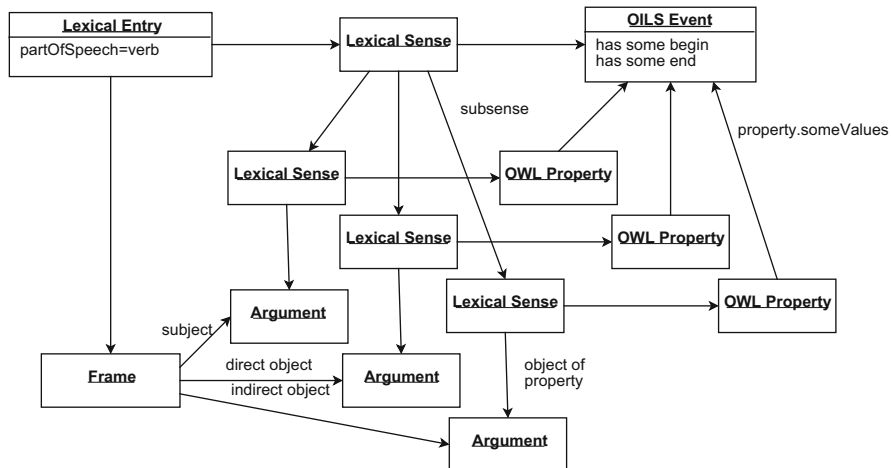 Lexical Entry
partOfSpeech=verb
Lexical Sense
OILS Event
has some begin
has some end
subsense
property.someValues
Lexical Sense
OWL Property
Lexical Sense
OWL Property
Lexical Sense
OWL Property
Argument
subject
Frame
direct object
indirect object
Argument
object of
property
Argument